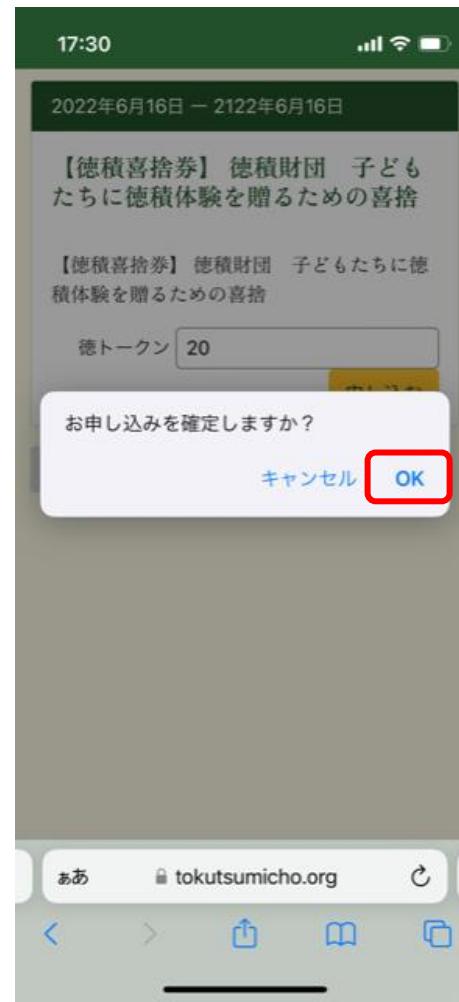 17:30
2022年6月16日 ー 2122年6月16日
【徳積喜捨券】 徳積財団　子ども
たちに徳積体験を贈るための喜捨
【徳積喜捨券】 徳積財団　子どもたちに徳
積体験を贈るための喜捨
徳トークン 20
申し込む
お申し込みを確定しますか？
キャンセル OK
ぁあ tokutsumicho.org